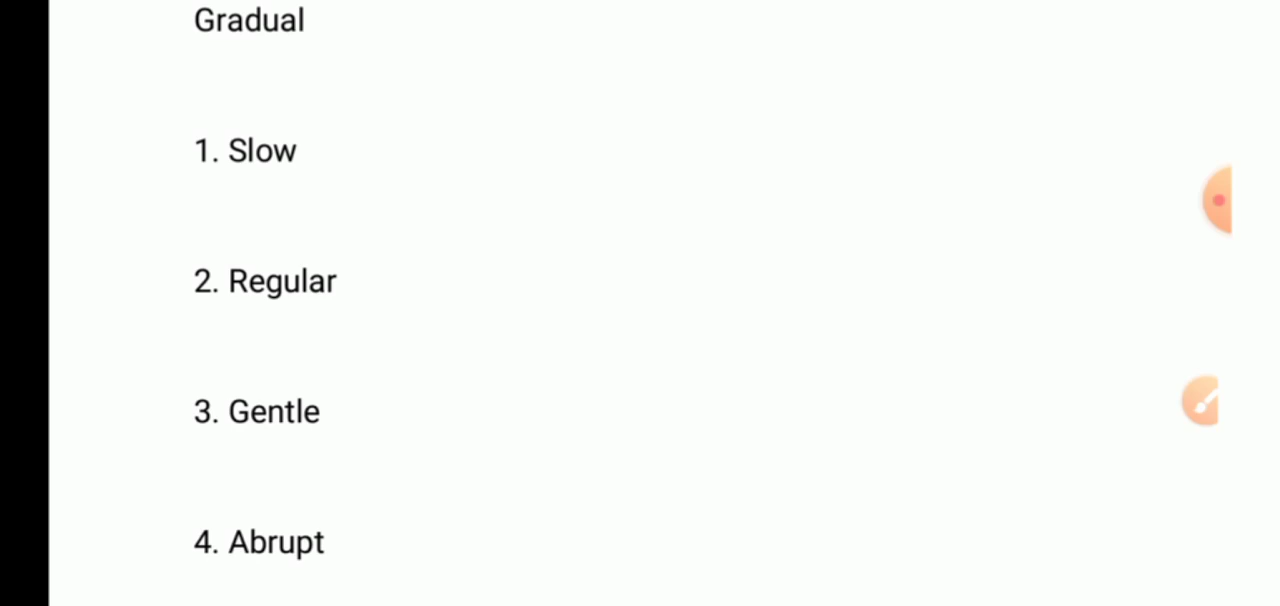 Gradual
1. Slow
2. Regular
3. Gentle
4. Abrupt